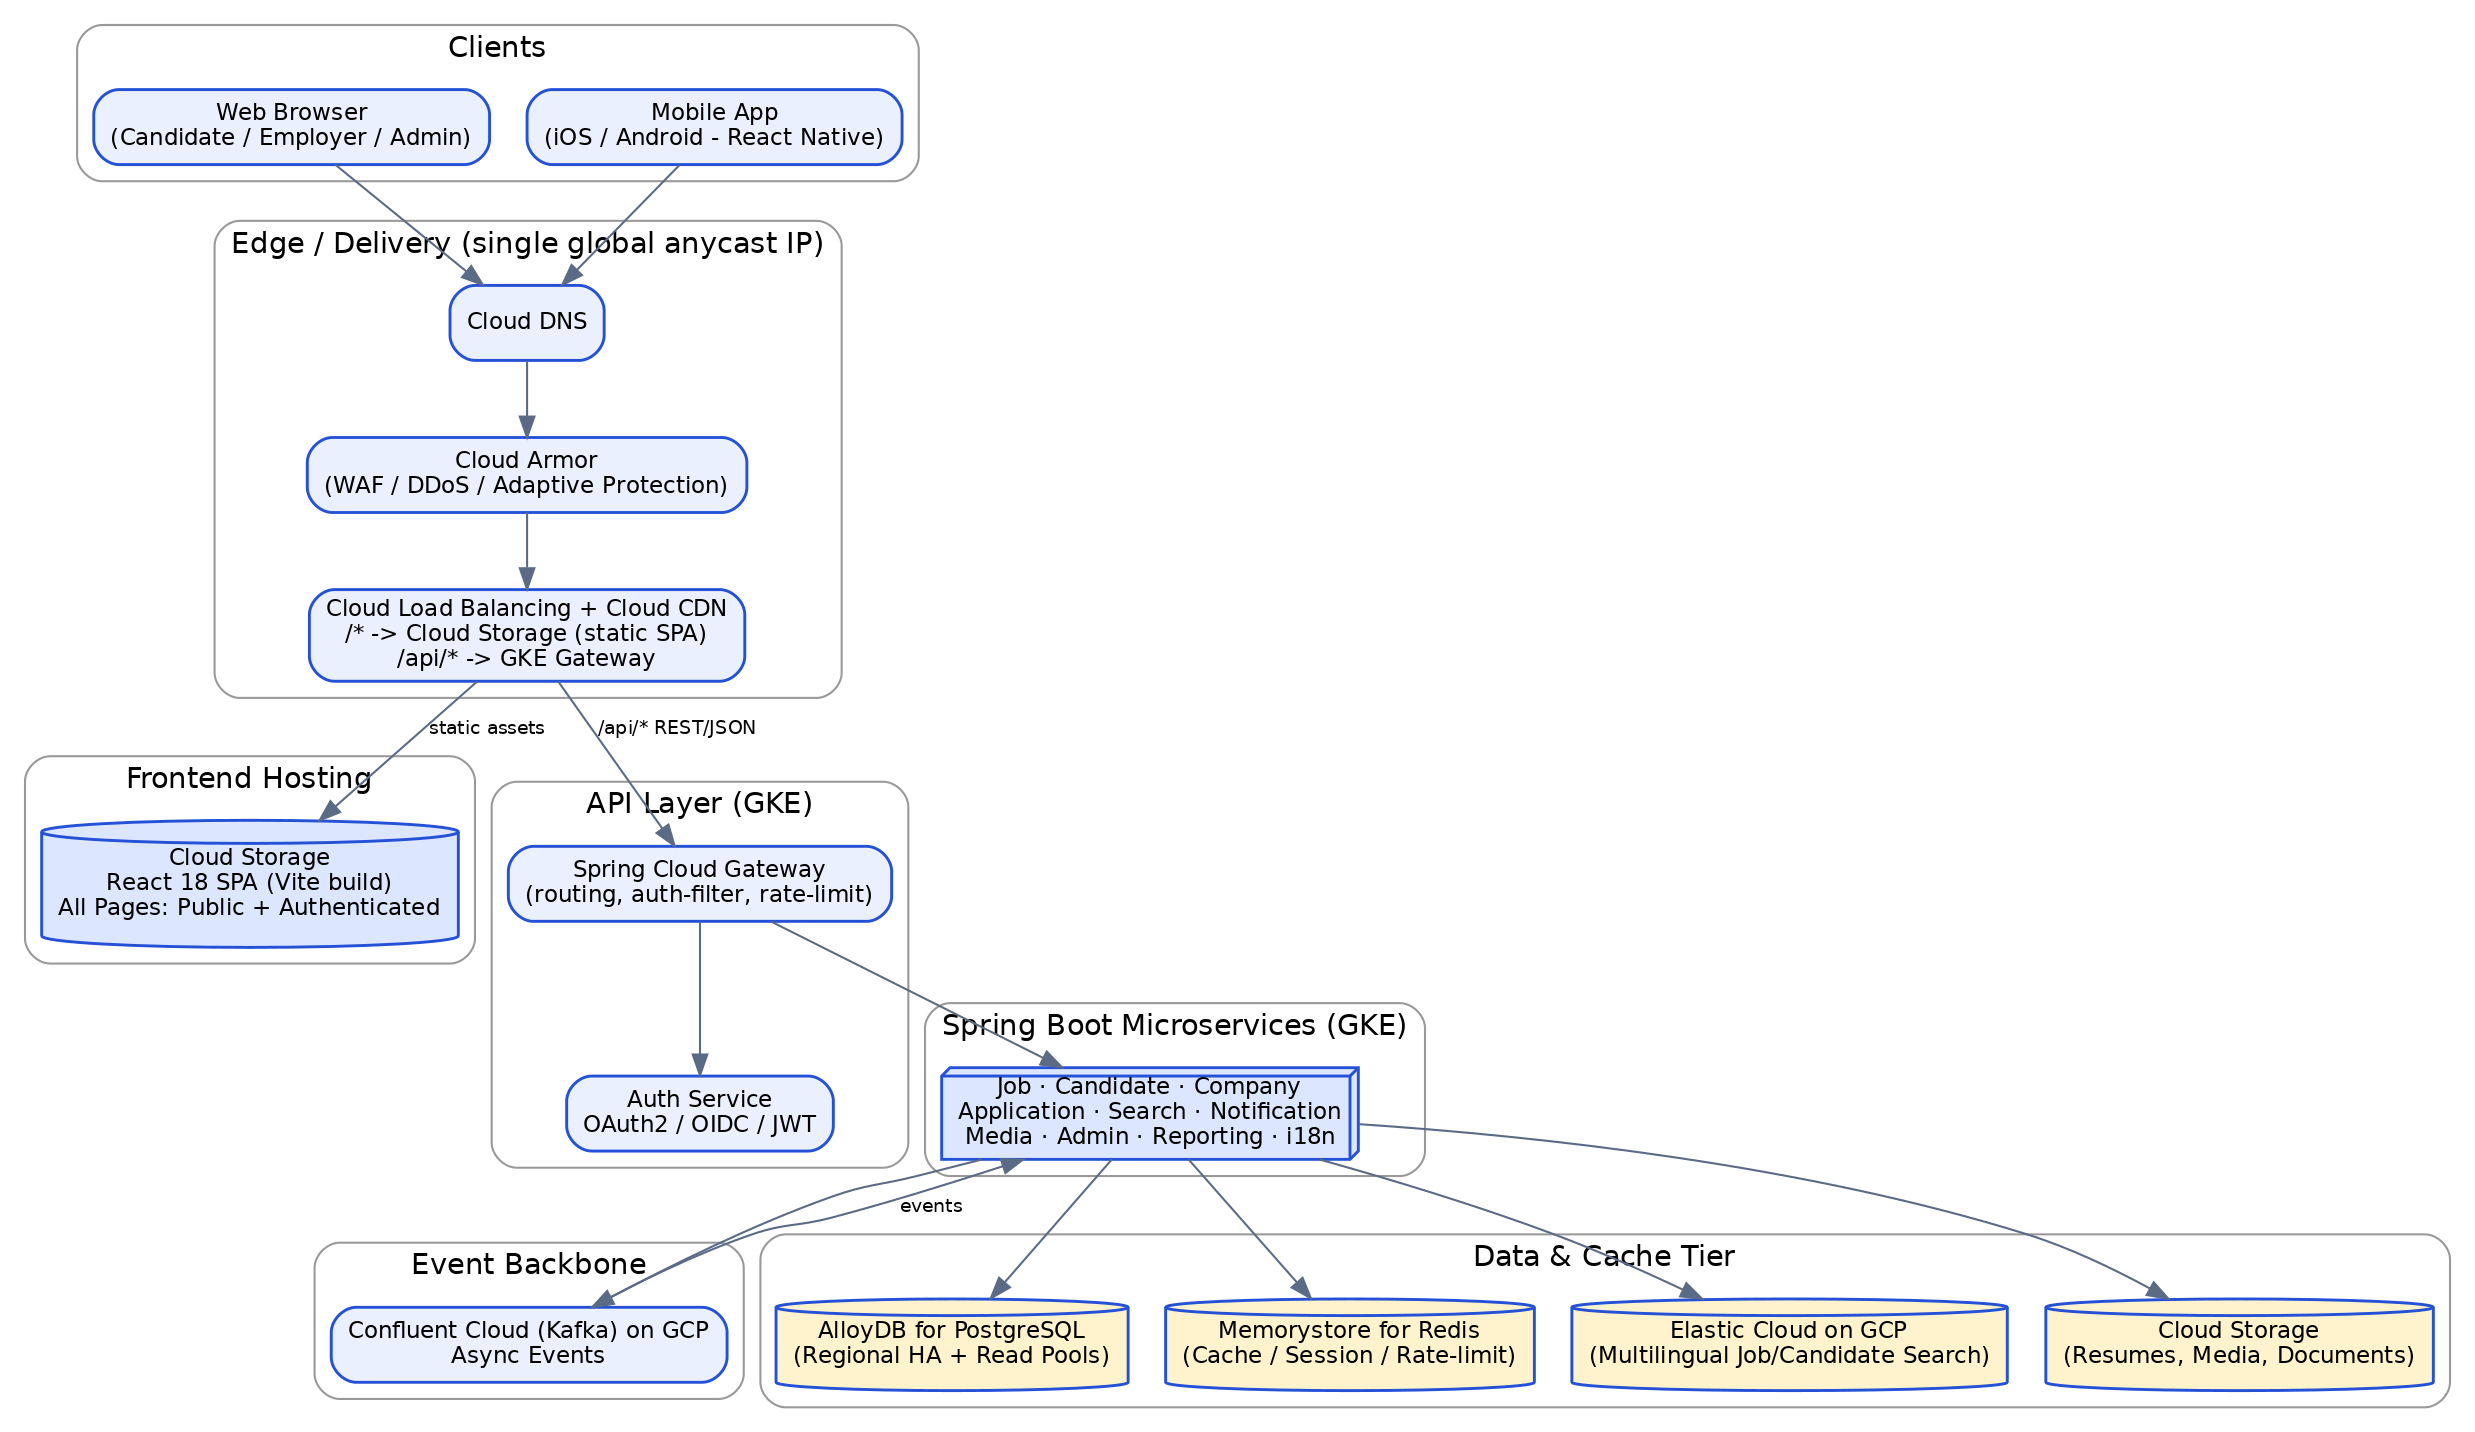 Clients
Web Browser
(Candidate / Employer / Admin)
Mobile App
(iOS / Android - React Native)
Edge / Delivery (single global anycast IP)
Cloud DNS
Cloud Armor
(WAF / DDoS / Adaptive Protection)
Cloud Load Balancing + Cloud CDN
/* -> Cloud Storage (static SPA)
/api/* -> GKE Gateway
static assets
/api/* REST/JSON
Frontend Hosting
Cloud Storage
React 18 SPA (Vite build)
All Pages: Public + Authenticated
API Layer (GKE)
Spring Cloud Gateway
(routing, auth-filter, rate-limit)
Auth Service
OAuth2 / OIDC / JWT
Spring Boot Microservices (GKE)
Job · Candidate · Company
Application · Search · Notification
Media · Admin · Reporting · i18n
events
Event Backbone
Confluent Cloud (Kafka) on GCP
Async Events
Data & Cache Tier
AlloyDB for PostgreSQL
(Regional HA + Read Pools)
Memorystore for Redis
(Cache / Session / Rate-limit)
Elastic Cloud on GCP
(Multilingual Job/Candidate Search)
Cloud Storage
(Resumes, Media, Documents)